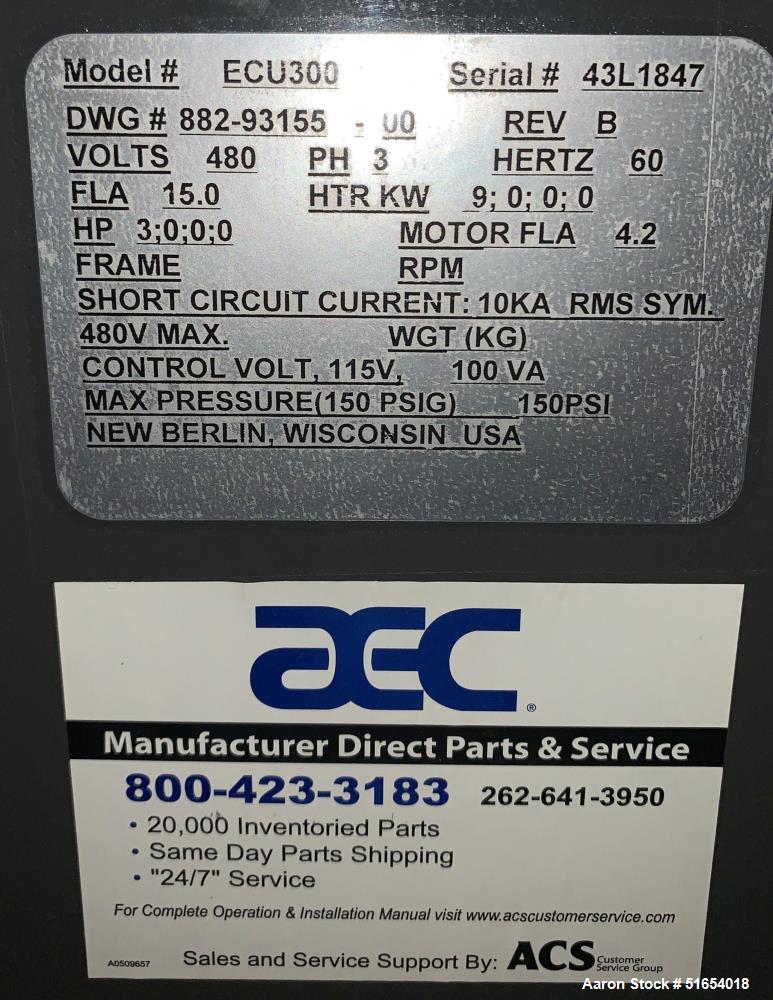 Model # ECU300 Serial # 43L1847
DWG # 882-93155 - 00 REV B
VOLTS 480 PH 3 HERTZ 60
FLA 15.0 HTR KW 9; 0; 0; 0
HP 3;0;0;0 MOTOR FLA 4.2
FRAME RPM
SHORT CIRCUIT CURRENT: 10KA RMS SYM.
480V MAX. WGT (KG)
CONTROL VOLT, 115V, 100 VA
MAX PRESSURE(150 PSIG) 150PSI
NEW BERLIN, WISCONSIN USA
AEC®
Manufacturer Direct Parts & Service
800-423-3183 262-641-3950
• 20,000 Inventoried Parts
• Same Day Parts Shipping
• "24/7" Service
For Complete Operation & Installation Manual visit www.acscustomerservice.com
A0509657 Sales and Service Support By: ACS Customer Service Group
Aaron Stock # 51654018